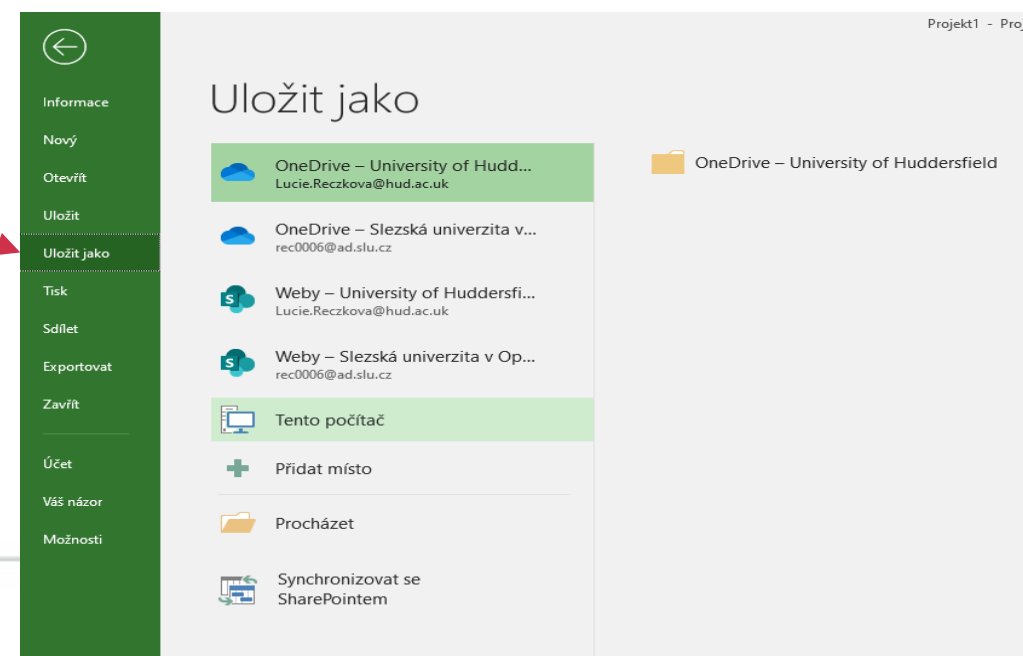 Projekt1 - Pro
Informace
Nový
Otevřít
Uložit
Uložit jako
Tisk
Sdílet
Exportovat
Zavřít
Účet
Váš názor
Možnosti
Uložit jako
OneDrive – University of Hudd...
Lucie.Reczkova@hud.ac.uk
OneDrive – Slezská univerzita v...
rec0006@ad.slu.cz
Weby – University of Huddersfi...
Lucie.Reczkova@hud.ac.uk
Weby – Slezská univerzita v Op...
rec0006@ad.slu.cz
Tento počítač
Přidat místo
Procházet
Synchronizovat se
SharePointem
OneDrive – University of Huddersfield